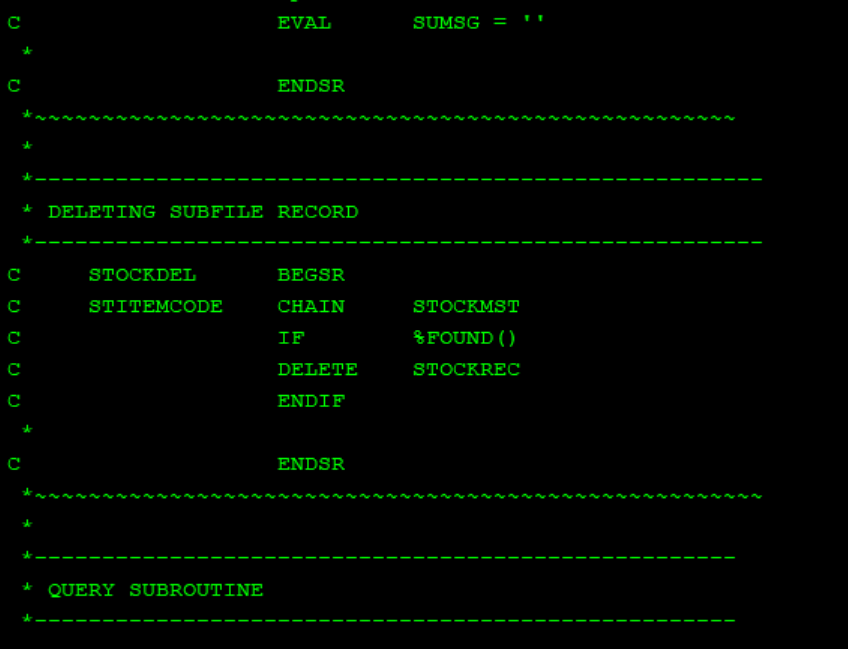 C                   EVAL      SUMSG = ''
 *
C                   ENDSR
 *~~~~~~~~~~~~~~~~~~~~~~~~~~~~~~~~~~~~~~~~~~~~~~~~~~~~
 *
 *------------------------------------------------------
 * DELETING SUBFILE RECORD
 *------------------------------------------------------
C     STOCKDEL      BEGSR
C     STITEMCODE    CHAIN     STOCKMST
C                   IF        %FOUND()
C                   DELETE    STOCKREC
C                   ENDIF
 *
C                   ENDSR
 *~~~~~~~~~~~~~~~~~~~~~~~~~~~~~~~~~~~~~~~~~~~~~~~~~~~~~~
 *
 *----------------------------------------------------
 * QUERY SUBROUTINE
 *----------------------------------------------------